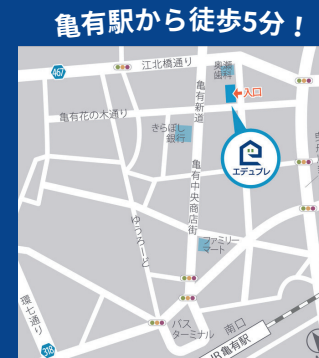 亀有駅から徒歩5分！
467
江北橋通り
奥瀬
歯科
入口
亀有新道
亀有花の木通り
きらぼし
銀行
エデュプレ
亀有中央商店街
ゆうろーど
ファミリー
マート
環七通り
318
バス
ターミナル
南口
JR亀有駅